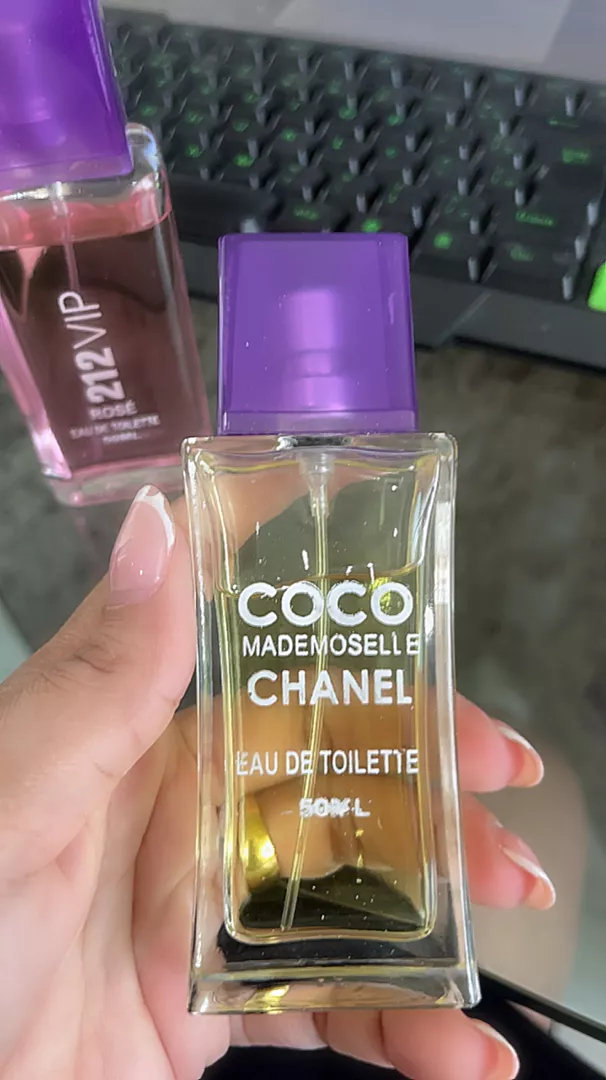 212 VIP
ROSÉ
EAU DE TOILETTE
COCO
MADEMOSELLE
CHANEL
EAU DE TOILETTE
50ML